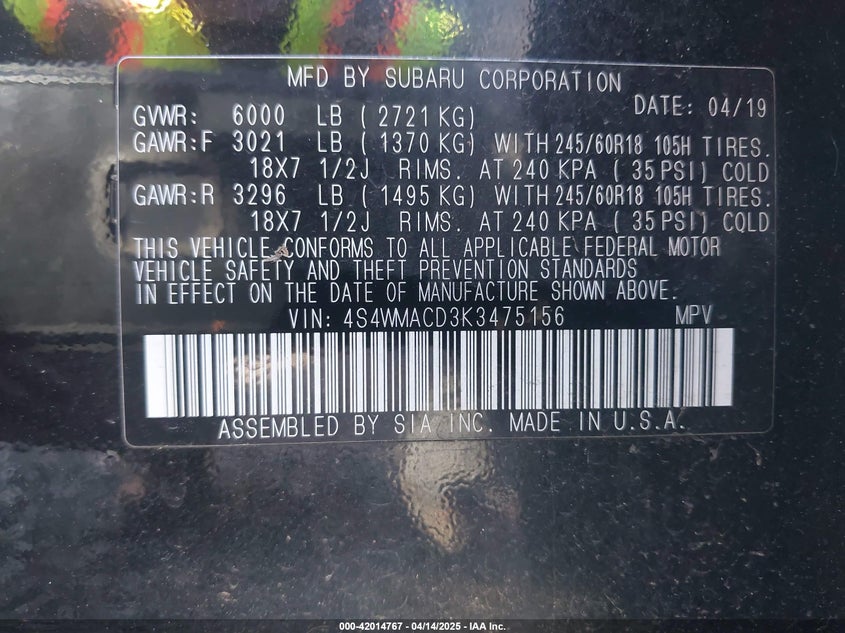 MFD BY SUBARU CORPORATION
GVWR: 6000 LB ( 2721 KG) DATE: 04/19
GAWR:F 3021 LB ( 1370 KG) WITH 245/60R18 105H TIRES.
18X7 1/2J RIMS. AT 240 KPA ( 35 PSI) COLD
GAWR:R 3296 LB ( 1495 KG) WITH 245/60R18 105H TIRES.
18X7 1/2J RIMS. AT 240 KPA ( 35 PSI) COLD
THIS VEHICLE CONFORMS TO ALL APPLICABLE FEDERAL MOTOR
VEHICLE SAFETY AND THEFT PREVENTION STANDARDS
IN EFFECT ON THE DATE OF MANUFACTURE SHOWN ABOVE.
VIN: 4S4WMACD3K3475156 MPV
ASSEMBLED BY SIA INC. MADE IN U.S.A.
000-42014767 - 04/14/2025 - IAA Inc.